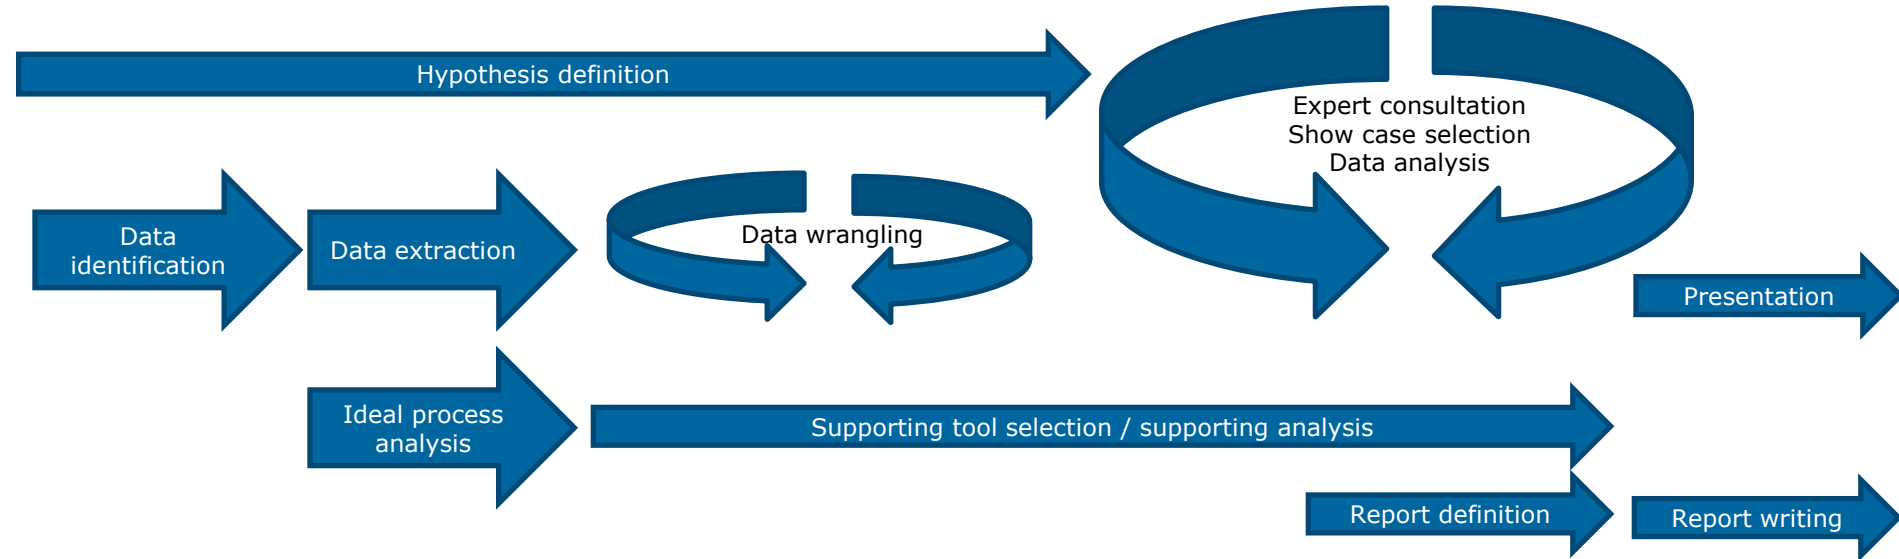 Hypothesis definition
Expert consultation
Show case selection
Data analysis
Data
identification
Data extraction
Data wrangling
Presentation
Ideal process
analysis
Supporting tool selection / supporting analysis
Report definition
Report writing